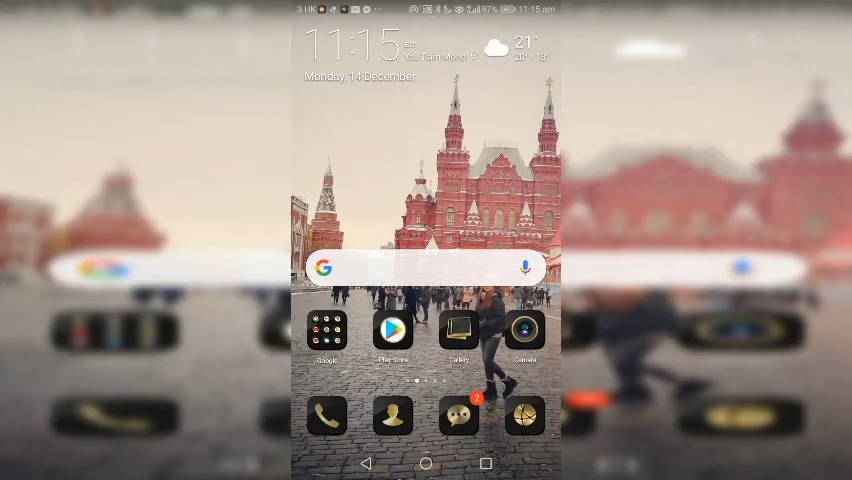 3 HK 97% 11:15 am
11:15 am
Yau Tsim Mong
21°
20° / 13°
Monday, 14 December
G
Google Play Store Gallery Camera
2